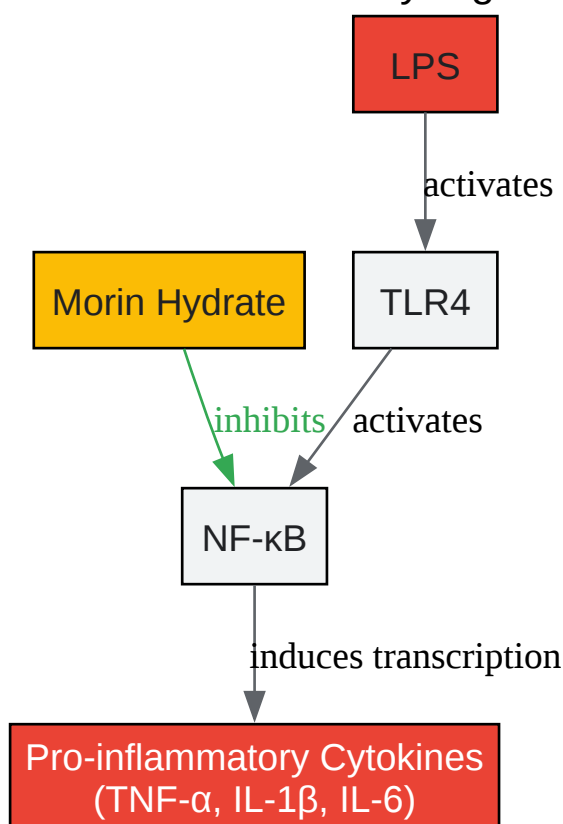 LPS
activates
Morin Hydrate
TLR4
inhibits
activates
NF-κB
induces transcription
Pro-inflammatory Cytokines
(TNF-α, IL-1β, IL-6)